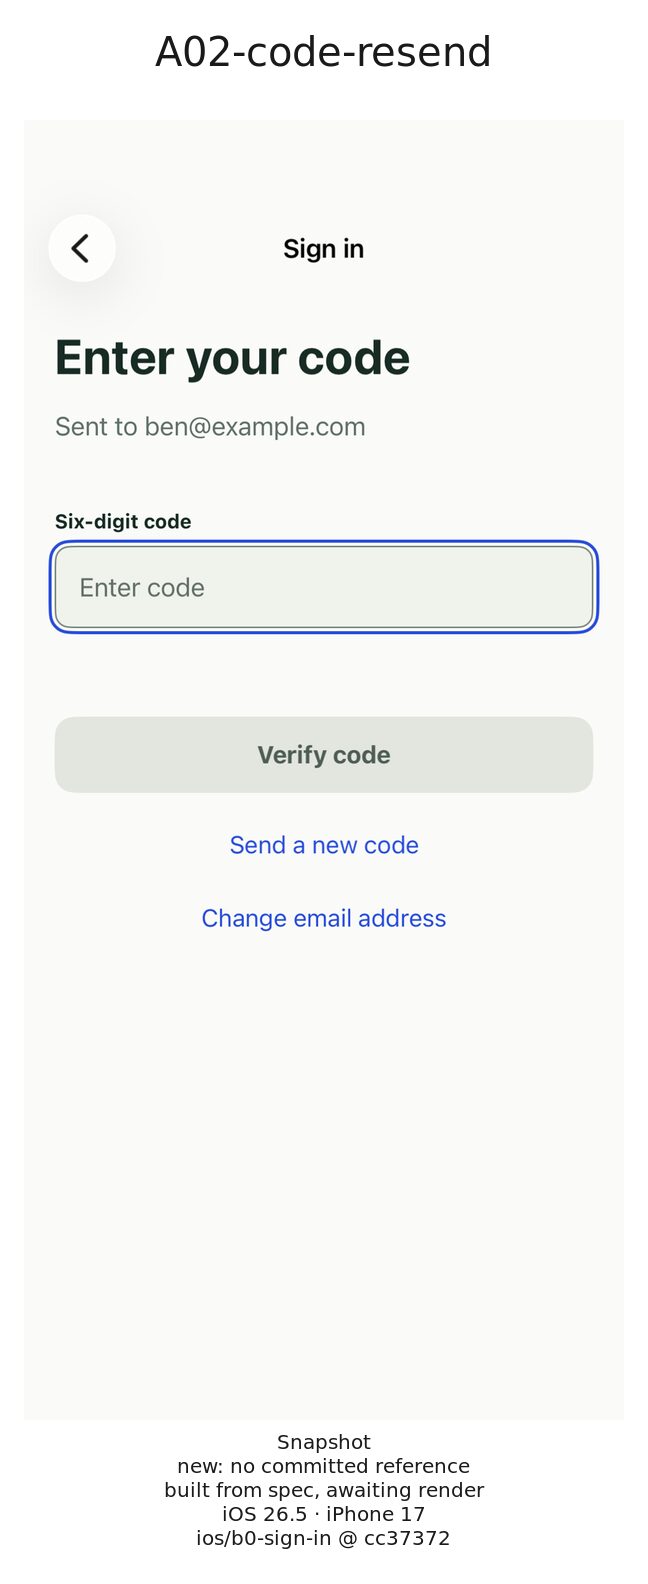 A02-code-resend
Sign in
Enter your code
Sent to ben@example.com
Six-digit code
Enter code
Verify code
Send a new code
Change email address
Snapshot
new: no committed reference
built from spec, awaiting render
iOS 26.5 · iPhone 17
ios/b0-sign-in @ cc37372